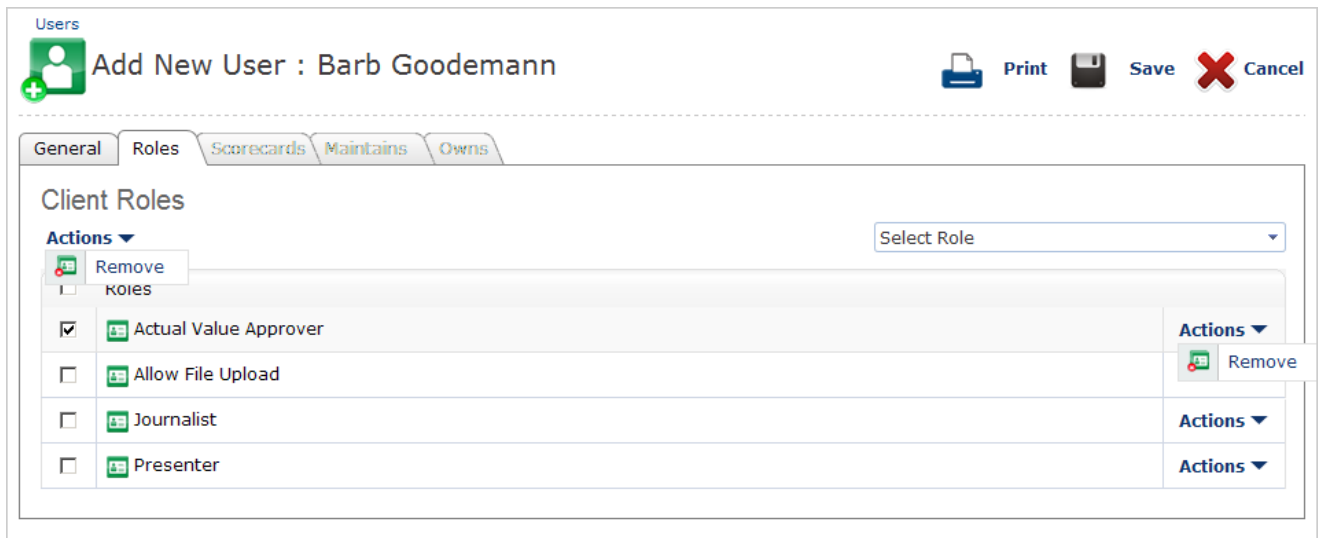 Users
Add New User : Barb Goodemann
Print Save Cancel
General Roles Scorecards Maintains Owns
Client Roles
Actions Select Role
Remove
Roles
Actual Value Approver Actions
Remove
Allow File Upload
Journalist Actions
Presenter Actions